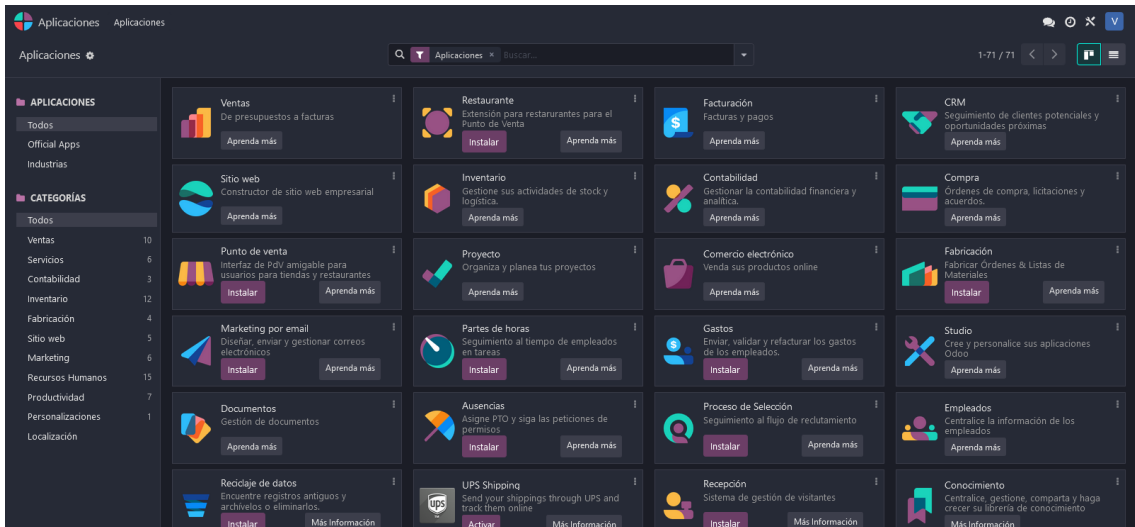 Aplicaciones Aplicaciones V
Aplicaciones Aplicaciones × Buscar... 1-71 / 71
APLICACIONES
Todos
Official Apps
Industrias
CATEGORÍAS
Todos
Ventas 10
Servicios 6
Contabilidad 3
Inventario 12
Fabricación 4
Sitio web 5
Marketing 6
Recursos Humanos 15
Productividad 7
Personalizaciones 1
Localización
Ventas
De presupuestos a facturas
Aprenda más
Restaurante
Extensión para restarurantes para el
Punto de Venta
Instalar Aprenda más
Facturación
Facturas y pagos
Aprenda más
CRM
Seguimiento de clientes potenciales y
oportunidades próximas
Aprenda más
Sitio web
Constructor de sitio web empresarial
Aprenda más
Inventario
Gestione sus actividades de stock y
logística.
Aprenda más
Contabilidad
Gestionar la contabilidad financiera y
analítica.
Aprenda más
Compra
Órdenes de compra, licitaciones y
acuerdos.
Aprenda más
Punto de venta
Interfaz de PdV amigable para
usuarios para tiendas y restaurantes
Instalar Aprenda más
Proyecto
Organiza y planea tus proyectos
Aprenda más
Comercio electrónico
Venda sus productos online
Aprenda más
Fabricación
Fabricar Órdenes & Listas de
Materiales
Instalar Aprenda más
Marketing por email
Diseñar, enviar y gestionar correos
electrónicos
Instalar Aprenda más
Partes de horas
Seguimiento al tiempo de empleados
en tareas
Instalar Aprenda más
Gastos
Enviar, validar y refacturar los gastos
de los empleados.
Instalar Aprenda más
Studio
Cree y personalice sus aplicaciones
Odoo
Aprenda más
Documentos
Gestión de documentos
Aprenda más
Ausencias
Asigne PTO y siga las peticiones de
permisos
Instalar Aprenda más
Proceso de Selección
Seguimiento al flujo de reclutamiento
Instalar Aprenda más
Empleados
Centralice la información de los
empleados
Aprenda más
Reciclaje de datos
Encuentre registros antiguos y
archívelos o eliminarlos.
Instalar Más Información
ups
UPS Shipping
Send your shippings through UPS and
track them online
Activar Más Información
Recepción
Sistema de gestión de visitantes
Instalar Más Información
Conocimiento
Centralice, gestione, comparta y haga
crecer su librería de conocimiento
Más Información